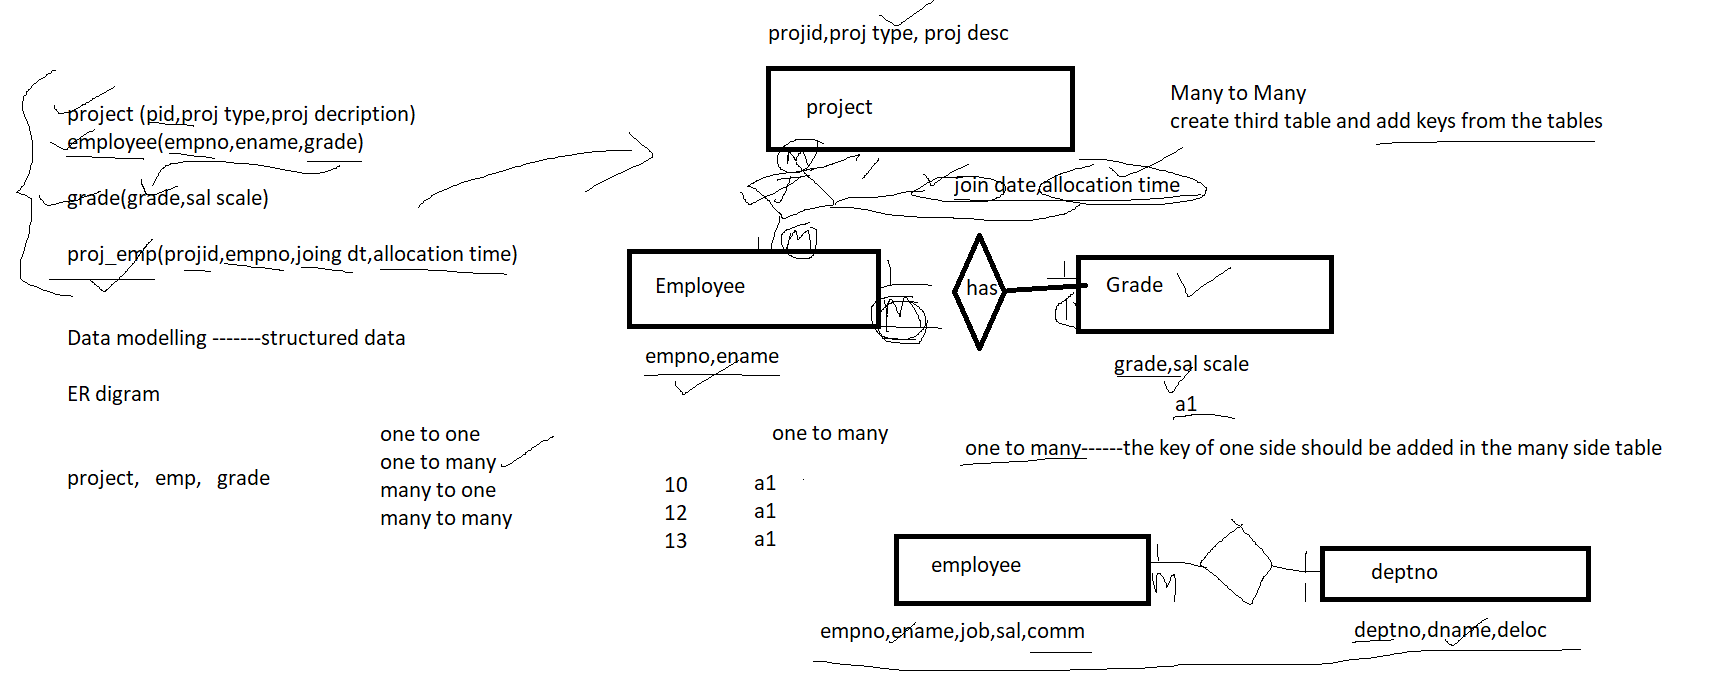 projid,proj type, proj desc
project
Many to Many
create third table and add keys from the tables
project (pid,proj type,proj decription)
employee(empno,ename,grade)
grade(grade,sal scale)
proj_emp(projid,empno,joing dt,allocation time)
M
join date,allocation time
M
Employee
M
has
1
Grade
empno,ename
grade,sal scale
a1
Data modelling -------structured data
ER digram
project, emp, grade
one to one
one to many
many to one
many to many
one to many
10 a1
12 a1
13 a1
one to many------the key of one side should be added in the many side table
employee
M
1
deptno
empno,ename,job,sal,comm
deptno,dname,deloc